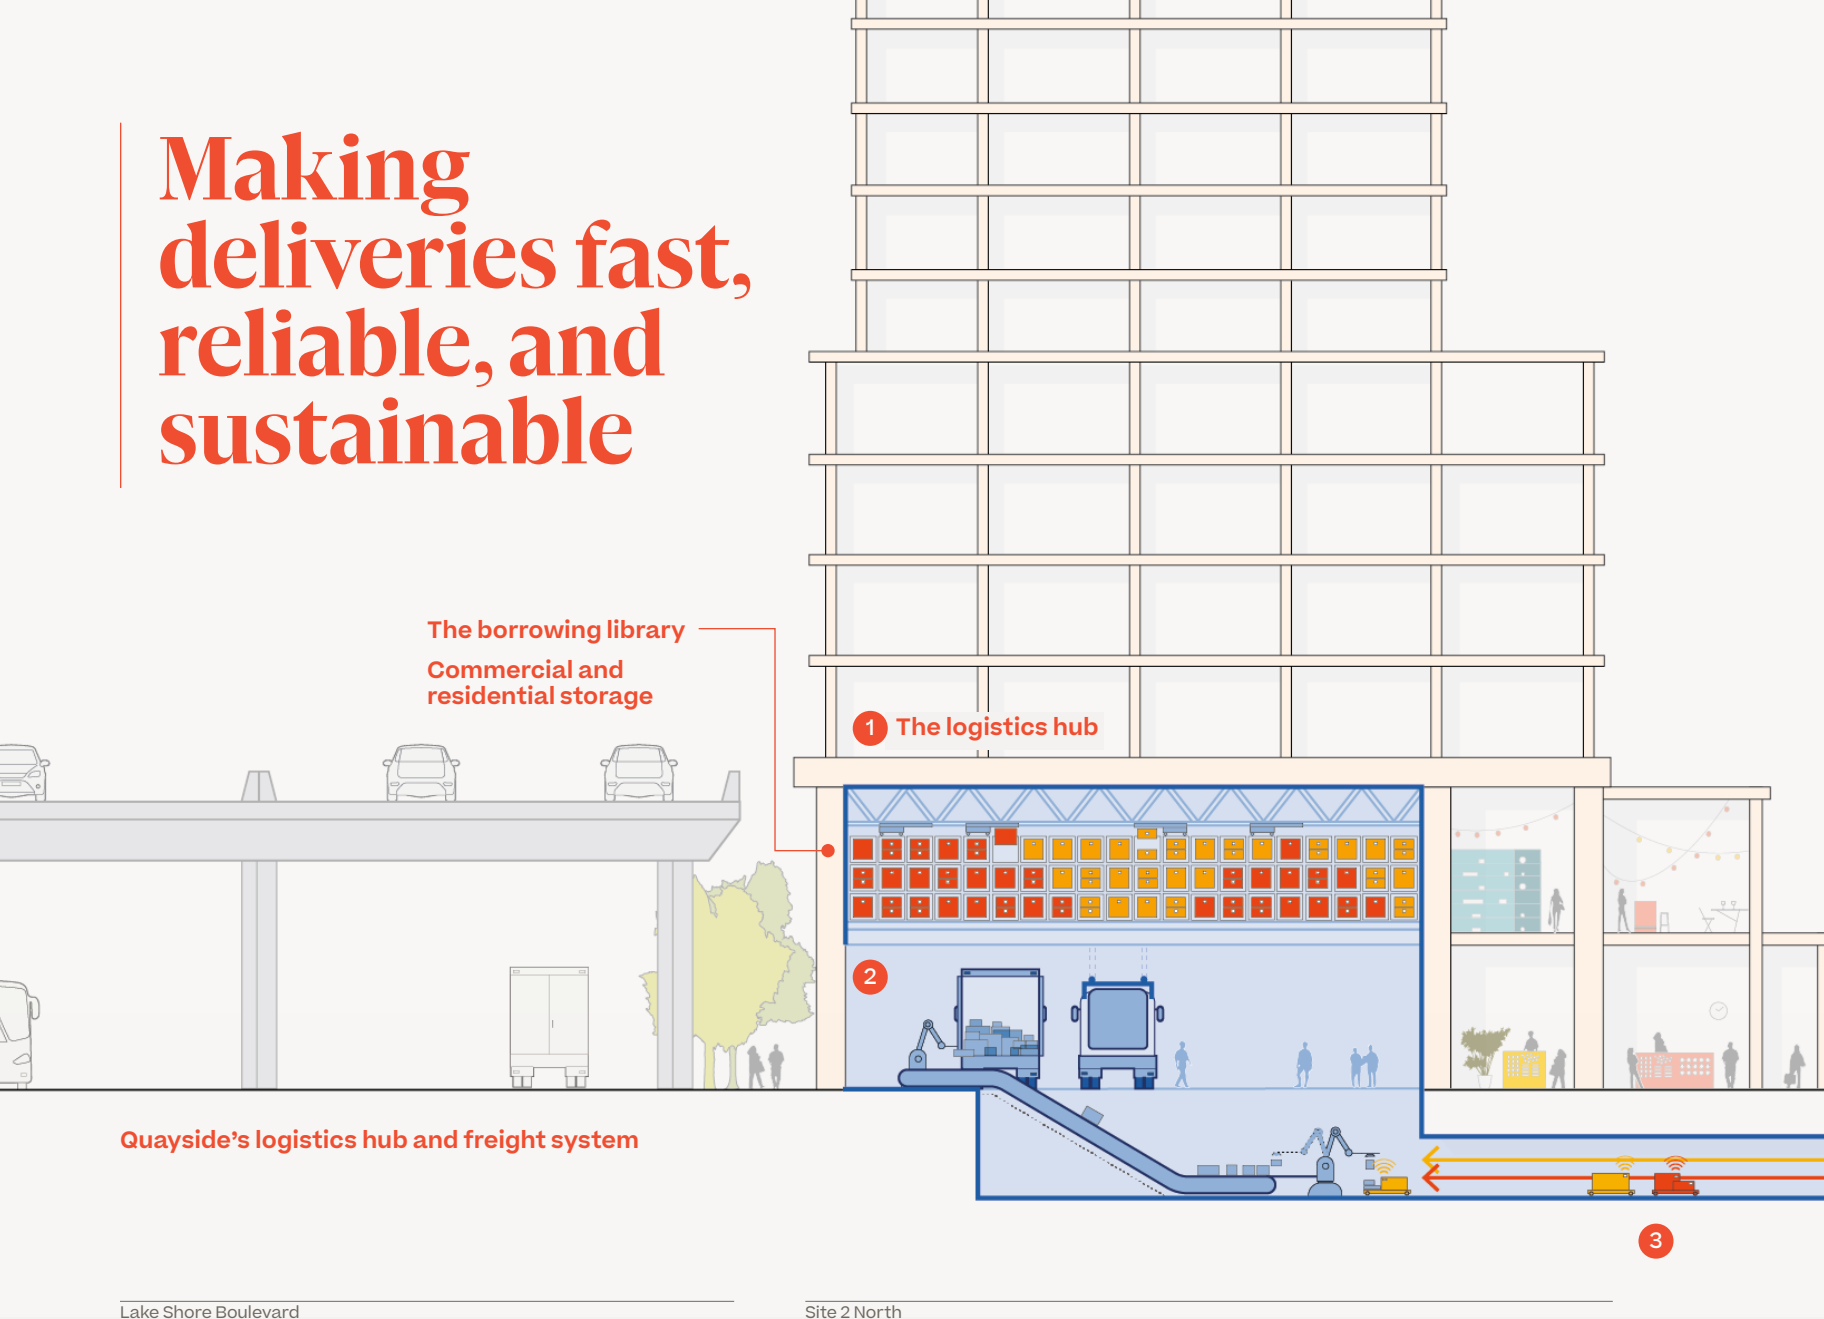 Making
deliveries fast,
reliable, and
sustainable
The borrowing library
Commercial and
residential storage
1 The logistics hub
2
Quayside’s logistics hub and freight system
3
Lake Shore Boulevard
Site 2 North